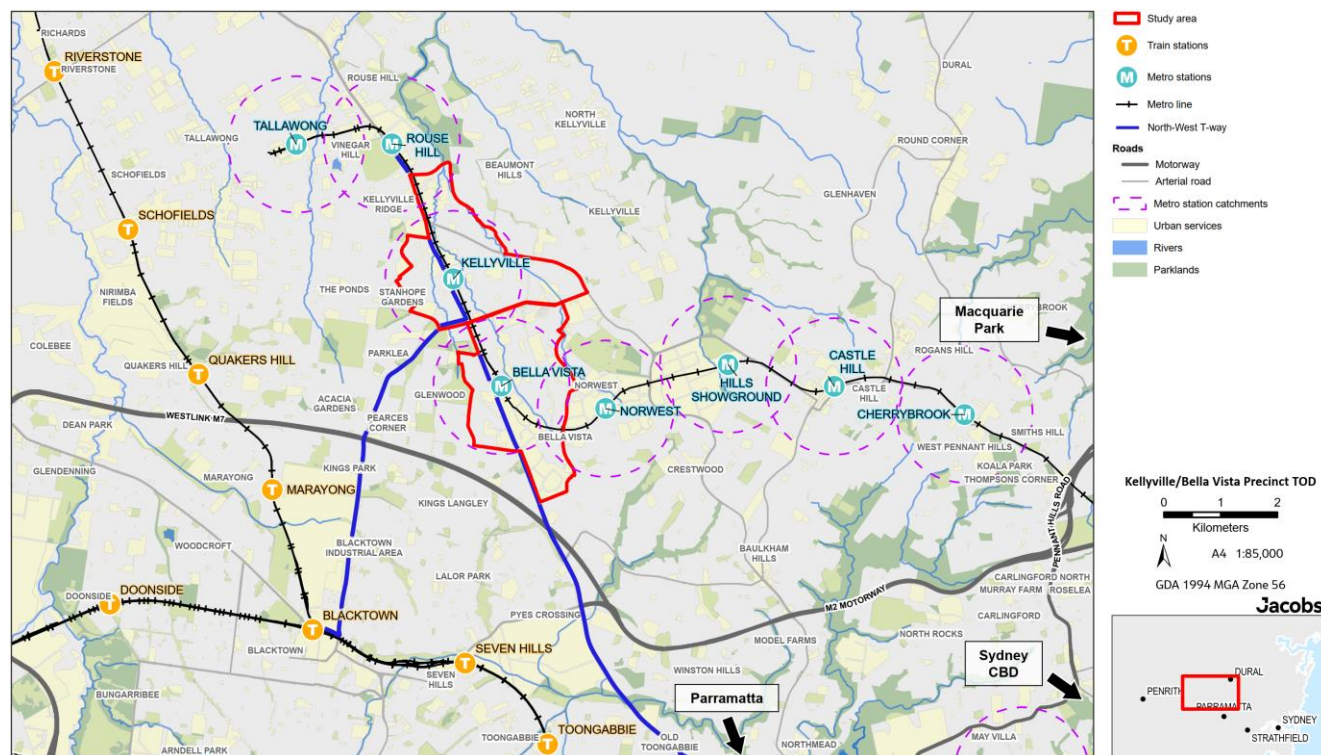 RICHARDS
RIVERSTONE
RIVERSTONE
ROUSE HILL
DURAL
TALLAWONG
TALLAWONG
VINEGAR
HILL
ROUSE
HILL
NORTH
KELLYVILLE
ROUND CORNER
SCHOFIELDS
BEAUMONT
HILLS
KELLYVILLE
RIDGE
KELLYVILLE
GLENHAVEN
SCHOFIELDS
NIRIMBA
FIELDS
THE PONDS
STANHOPE
GARDENS
KELLYVILLE
Macquarie
Park
COLEBEE
PARKLEA
ROGANS HILL
QUAKERS HILL
QUAKERS HILL
ACACIA
GARDENS
GLENWOOD
BELLA VISTA
NORWEST
NORWEST
HILLS
SHOWGROUND
CASTLE
HILL
CASTLE
HILL
CHERRYBROOK
WESTLINK M7
DEAN PARK
PEARCES
CORNER
BELLA VISTA
SMITHS HILL
WEST PENNANT HILLS
KOALA PARK
THOMPSONS CORNER
GLENDENNING
MARAYONG
MARAYONG
KINGS PARK
KINGS LANGLEY
CRESTWOOD
PENNANT HILLS ROAD
WOODCROFT
BLACKTOWN
INDUSTRIAL AREA
LALOR PARK
BAULKHAM
HILLS
CARLINGFORD NORTH
MURRAY FARM
ROSELEA
DOONSIDE
DOONSIDE
BLACKTOWN
BLACKTOWN
PYES CROSSING
M2 MOTORWAY
CARLINGFORD
MODEL FARMS
NORTH ROCKS
SEVEN HILLS
SEVEN
HILLS
WINSTON HILLS
Sydney
CBD
BUNGARRIBEE
Parramatta
TOONGABBIE
OLD
TOONGABBIE
NORTHMEAD
MAY VILLA
ARNDELL PARK
Study area
T Train stations
M Metro stations
Metro line
North-West T-way
Roads
Motorway
Arterial road
Metro station catchments
Urban services
Rivers
Parklands
Kellyville/Bella Vista Precinct TOD
0 1 2
Kilometers
N
A4 1:85,000
GDA 1994 MGA Zone 56
Jacobs
DURAL
PENRITH
PARRAMATTA
SYDNEY
STRATHFIELD